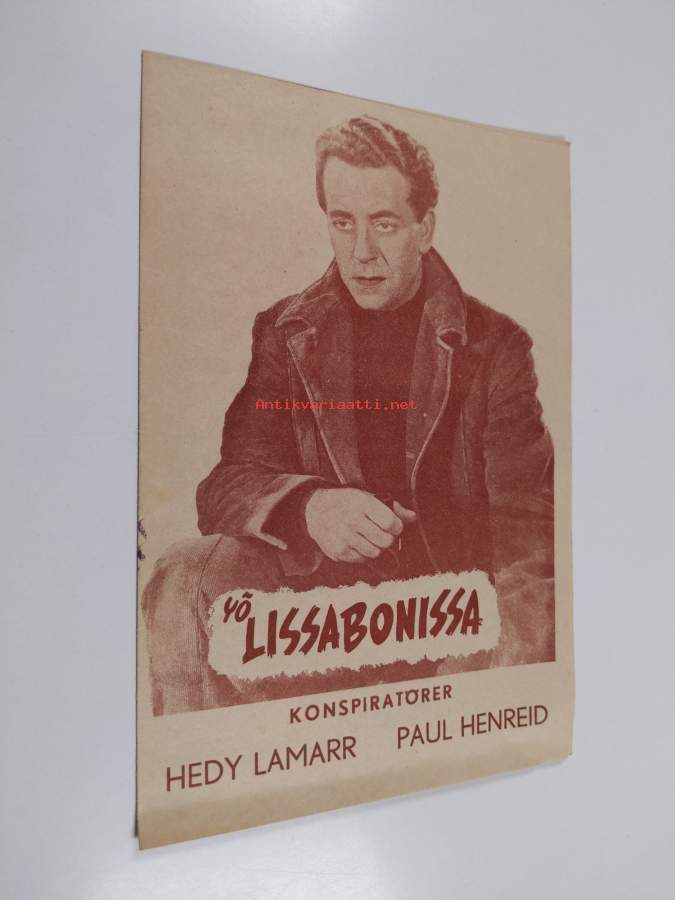 Antikvariaatti.net
YÖ
LISSABONISSA
KONSPIRATÖRER
HEDY LAMARR PAUL HENREID